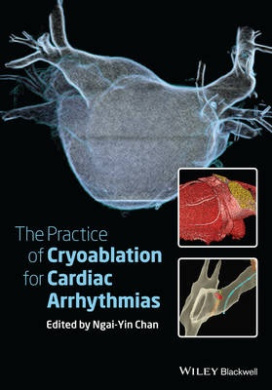 The Practice
of Cryoablation
for Cardiac
Arrhythmias
Edited by Ngai-Yin Chan
WILEY Blackwell